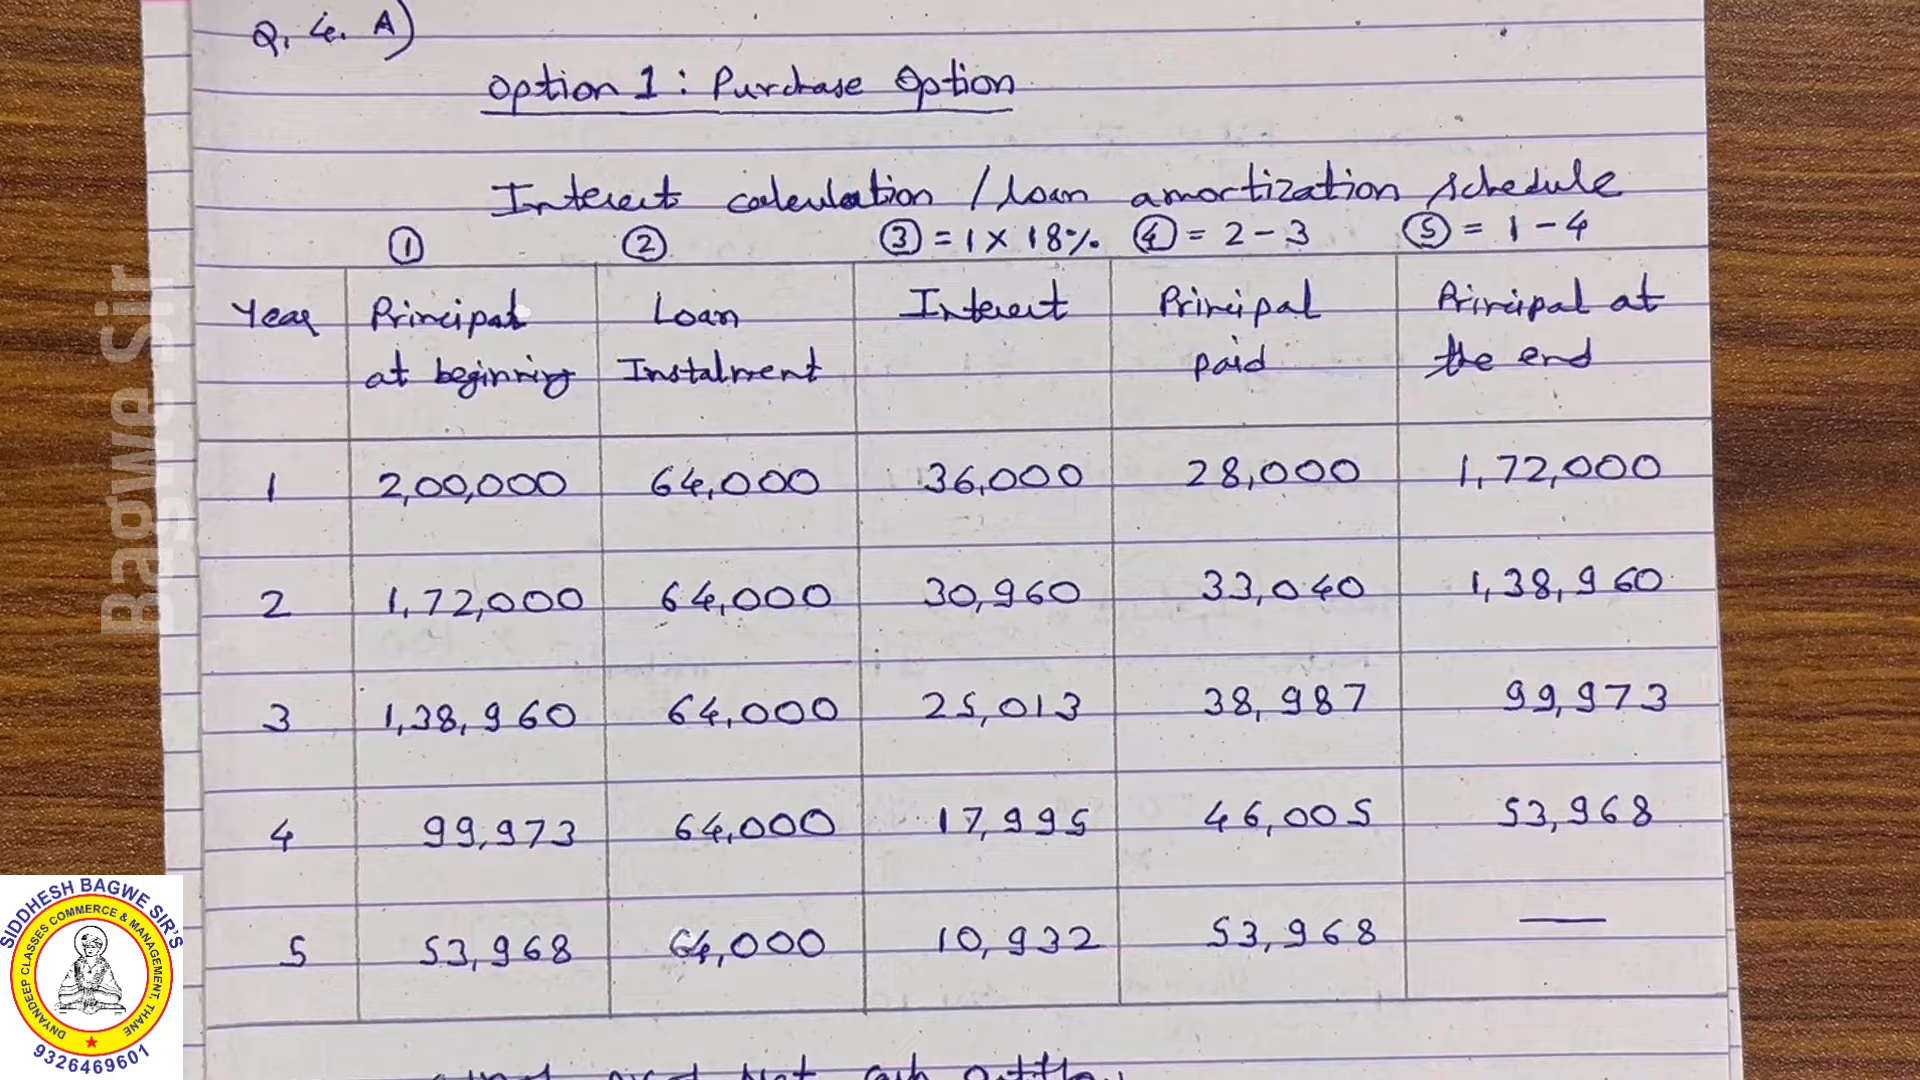 Q. 4. A)
Option 1 : Purchase Option
Interest calculation / loan amortization schedule
① ② ③ = 1 × 18% ④ = 2 - 3 ⑤ = 1 - 4
Year Principal at beginning Loan Instalment Interest Principal paid Principal at the end
1 2,00,000 64,000 36,000 28,000 1,72,000
2 1,72,000 64,000 30,960 33,040 1,38,960
3 1,38,960 64,000 25,013 38,987 99,973
4 99,973 64,000 17,995 46,005 53,968
5 53,968 64,000 10,932 53,968 —
Net cash outflow
Bagwe Sir
SIDDHESH BAGWE SIR'S
DNYANDEEP CLASSES COMMERCE & MANAGEMENT, THANE
9326469601